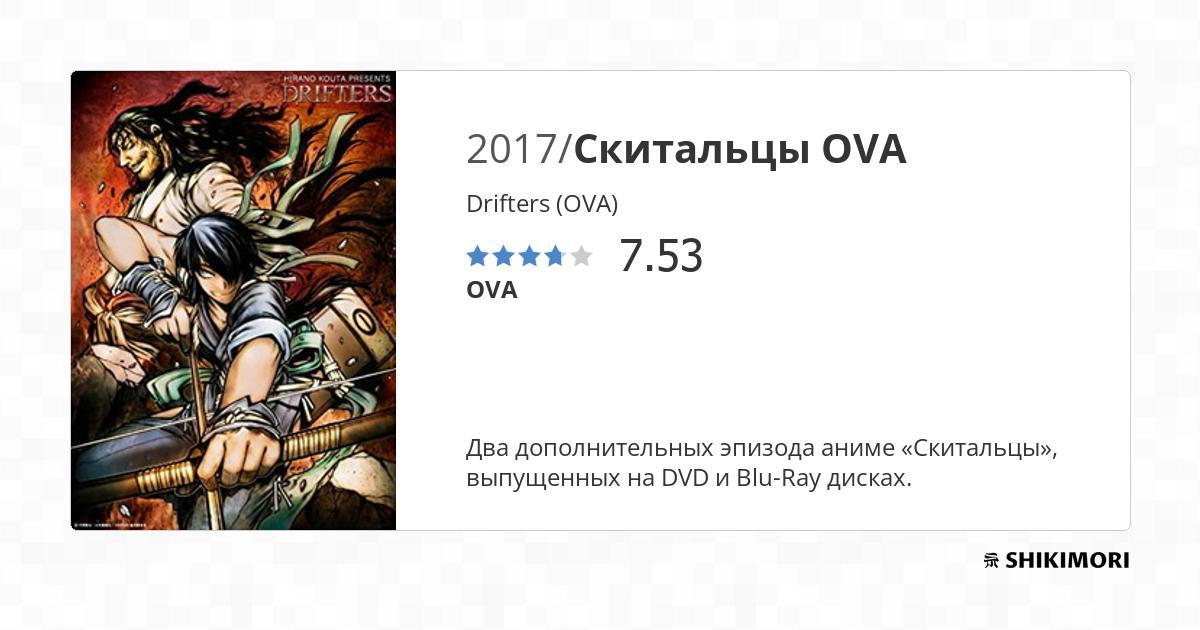 HIRANO KOUTA PRESENTS
DRIFTERS
2017/Скитальцы OVA
Drifters (OVA)
7.53
OVA
Два дополнительных эпизода аниме «Скитальцы»,
выпущенных на DVD и Blu-Ray дисках.
SHIKIMORI